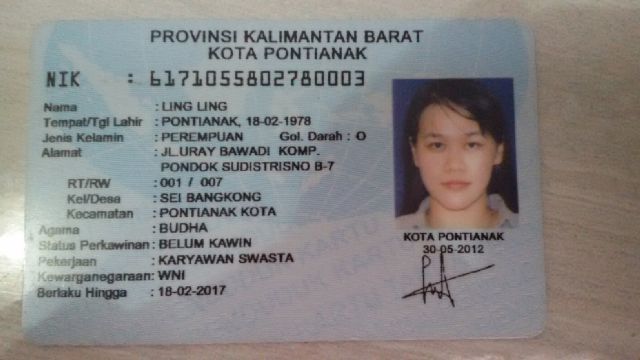 PROVINSI KALIMANTAN BARAT
KOTA PONTIANAK
NIK : 6171055802780003
Nama : LING LING
Tempat/Tgl Lahir : PONTIANAK, 18-02-1978
Jenis Kelamin : PEREMPUAN Gol. Darah : O
Alamat : JL.URAY BAWADI KOMP.
PONDOK SUDISTRISNO B-7
RT/RW : 001 / 007
Kel/Desa : SEI BANGKONG
Kecamatan : PONTIANAK KOTA
Agama : BUDHA
Status Perkawinan: BELUM KAWIN
Pekerjaan : KARYAWAN SWASTA
Kewarganegaraan: WNI
Berlaku Hingga : 18-02-2017
KOTA PONTIANAK
30-05-2012